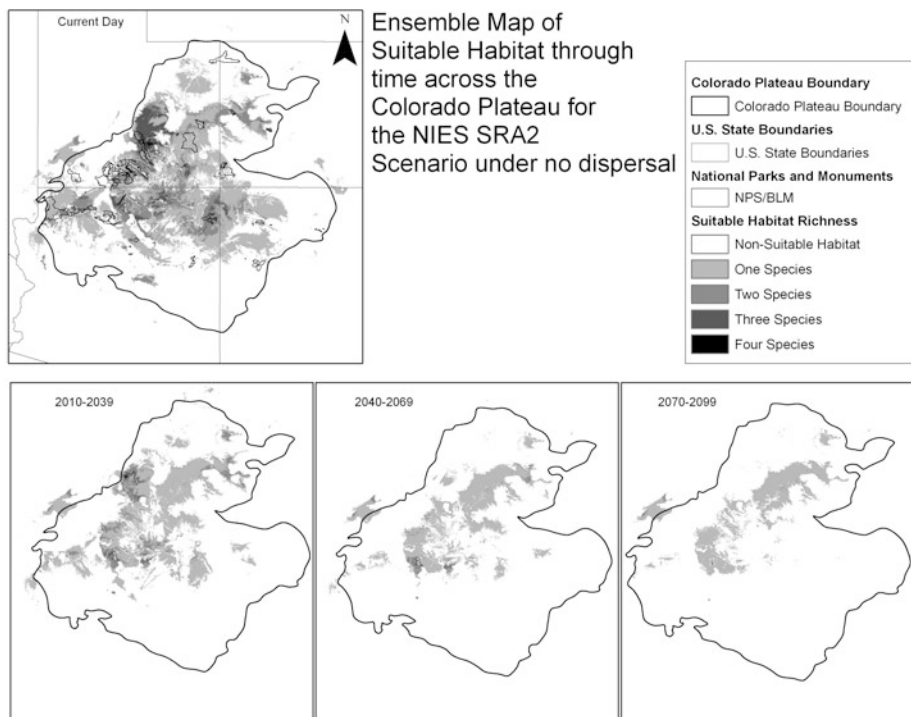 Current Day
N
Ensemble Map of
Suitable Habitat through
time across the
Colorado Plateau for
the NIES SRA2
Scenario under no dispersal
Colorado Plateau Boundary
Colorado Plateau Boundary
U.S. State Boundaries
U.S. State Boundaries
National Parks and Monuments
NPS/BLM
Suitable Habitat Richness
Non-Suitable Habitat
One Species
Two Species
Three Species
Four Species
2010-2039
2040-2069
2070-2099